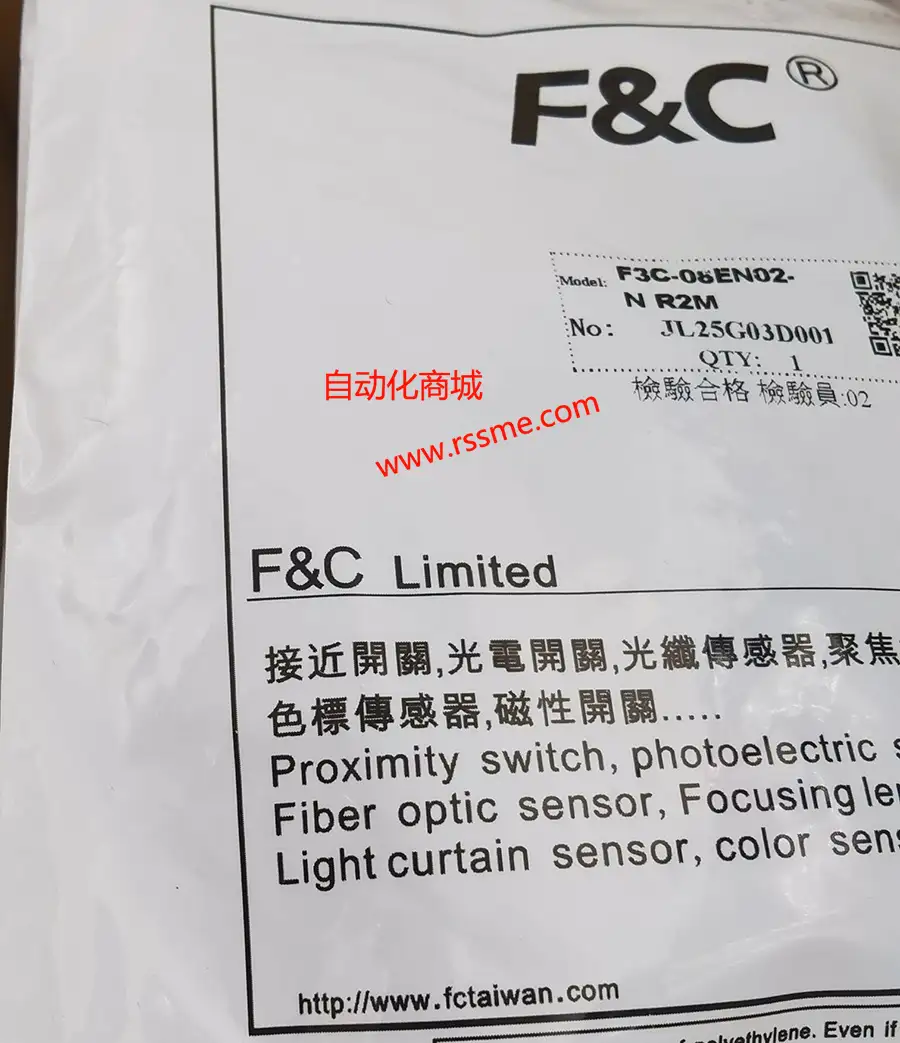 F&C®
Model: F3C-08EN02-
N R2M
No: JL25G03D001
QTY: 1
檢驗合格 檢驗員:02
自动化商城
www.rssme.com
F&C Limited
接近開關,光電開關,光纖傳感器,聚焦
色標傳感器,磁性開關.....
Proximity switch, photoelectric s
Fiber optic sensor, Focusing le
Light curtain sensor, color sens
http://www.fctaiwan.com
polyethylene. Even if